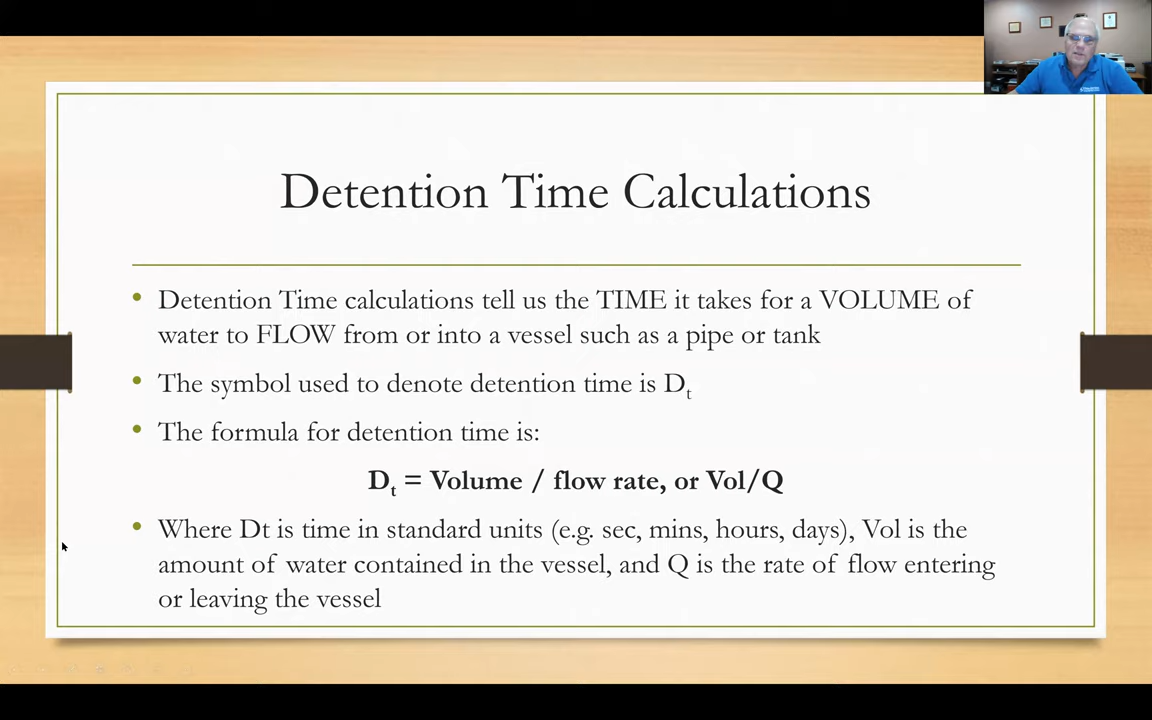 Detention Time Calculations
• Detention Time calculations tell us the TIME it takes for a VOLUME of
water to FLOW from or into a vessel such as a pipe or tank
• The symbol used to denote detention time is Dt
• The formula for detention time is:
Dt = Volume / flow rate, or Vol/Q
• Where Dt is time in standard units (e.g. sec, mins, hours, days), Vol is the
amount of water contained in the vessel, and Q is the rate of flow entering
or leaving the vessel